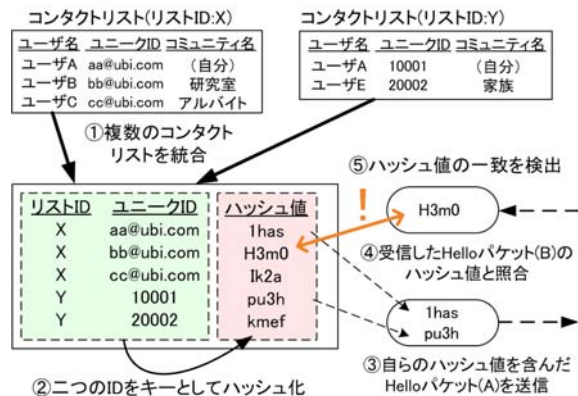 コンタクトリスト(リストID:X)
ユーザ名 ユニークID コミュニティ名
ユーザA aa@ubi.com (自分)
ユーザB bb@ubi.com 研究室
ユーザC cc@ubi.com アルバイト
コンタクトリスト(リストID:Y)
ユーザ名 ユニークID コミュニティ名
ユーザA 10001 (自分)
ユーザE 20002 家族
①複数のコンタクト
リストを統合
リストID ユニークID ハッシュ値
X aa@ubi.com 1has
X bb@ubi.com H3m0
X cc@ubi.com Ik2a
Y 10001 pu3h
Y 20002 kmef
②二つのIDをキーとしてハッシュ化
⑤ハッシュ値の一致を検出
!
H3m0
④受信したHelloパケット(B)の
ハッシュ値と照合
1has
pu3h
③自らのハッシュ値を含んだ
Helloパケット(A)を送信